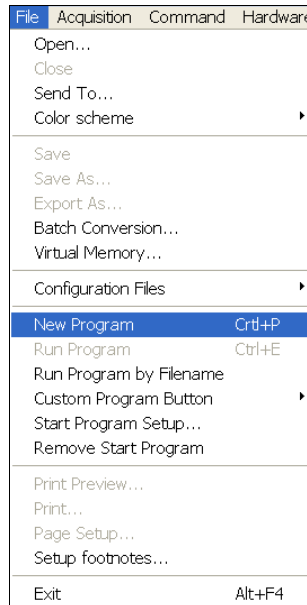 File Acquisition Command Hardware
Open...
Close
Send To...
Color scheme
Save
Save As...
Export As...
Batch Conversion...
Virtual Memory...
Configuration Files
New Program Crtl+P
Run Program Ctrl+E
Run Program by Filename
Custom Program Button
Start Program Setup...
Remove Start Program
Print Preview...
Print...
Page Setup...
Setup footnotes...
Exit Alt+F4